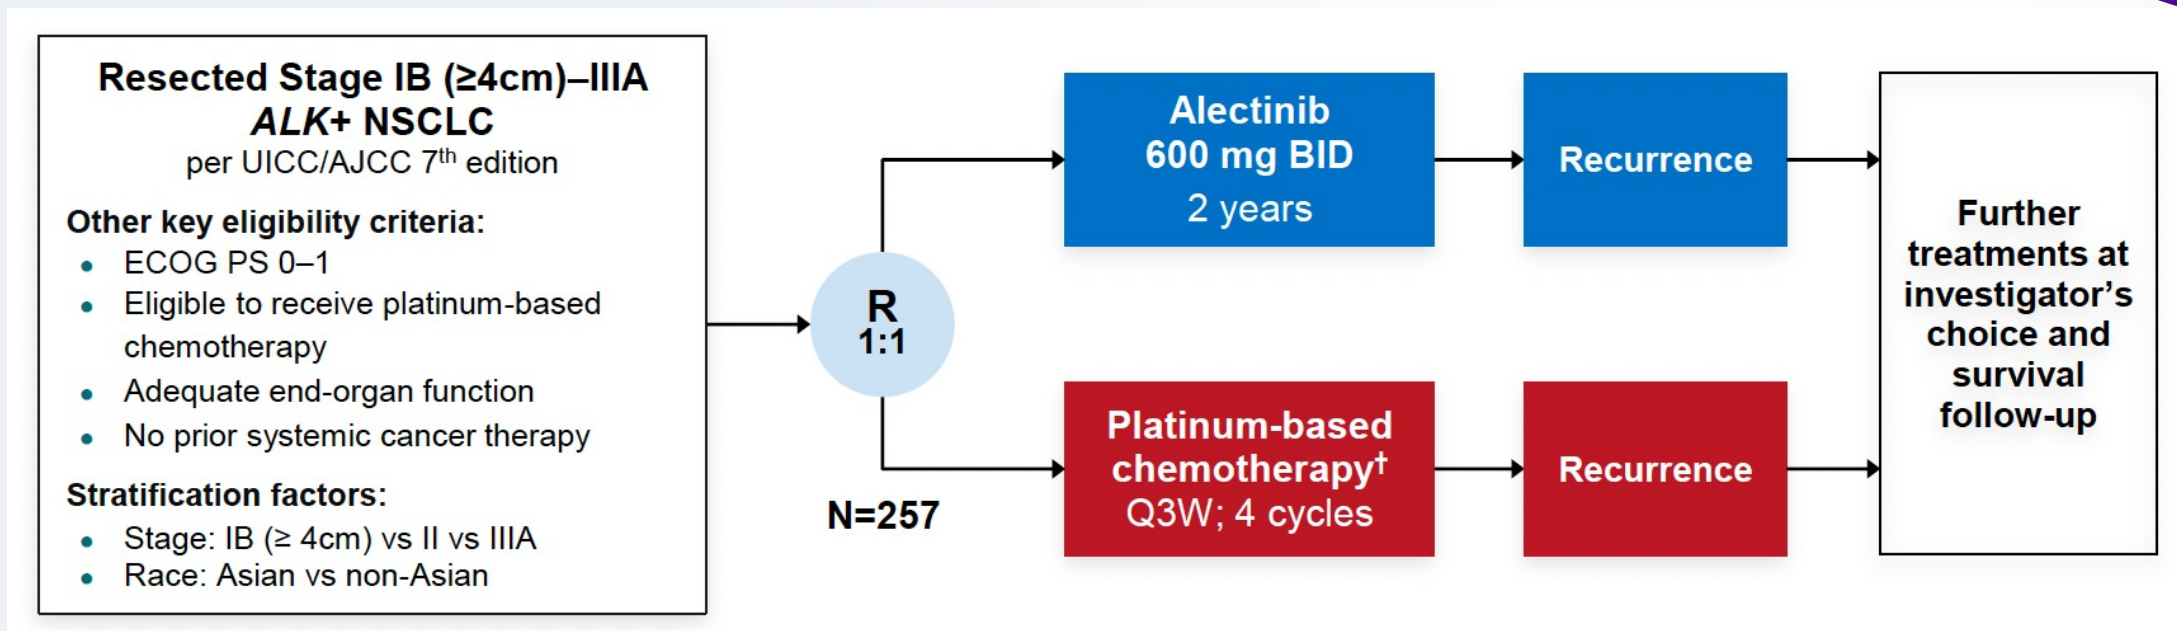 Resected Stage IB (≥4cm)–IIIA
ALK+ NSCLC
per UICC/AJCC 7th edition
Other key eligibility criteria:
• ECOG PS 0–1
• Eligible to receive platinum-based
chemotherapy
• Adequate end-organ function
• No prior systemic cancer therapy
Stratification factors:
• Stage: IB (≥ 4cm) vs II vs IIIA
• Race: Asian vs non-Asian
R
1:1
N=257
Alectinib
600 mg BID
2 years
Recurrence
Platinum-based
chemotherapy†
Q3W; 4 cycles
Recurrence
Further
treatments at
investigator’s
choice and
survival
follow-up